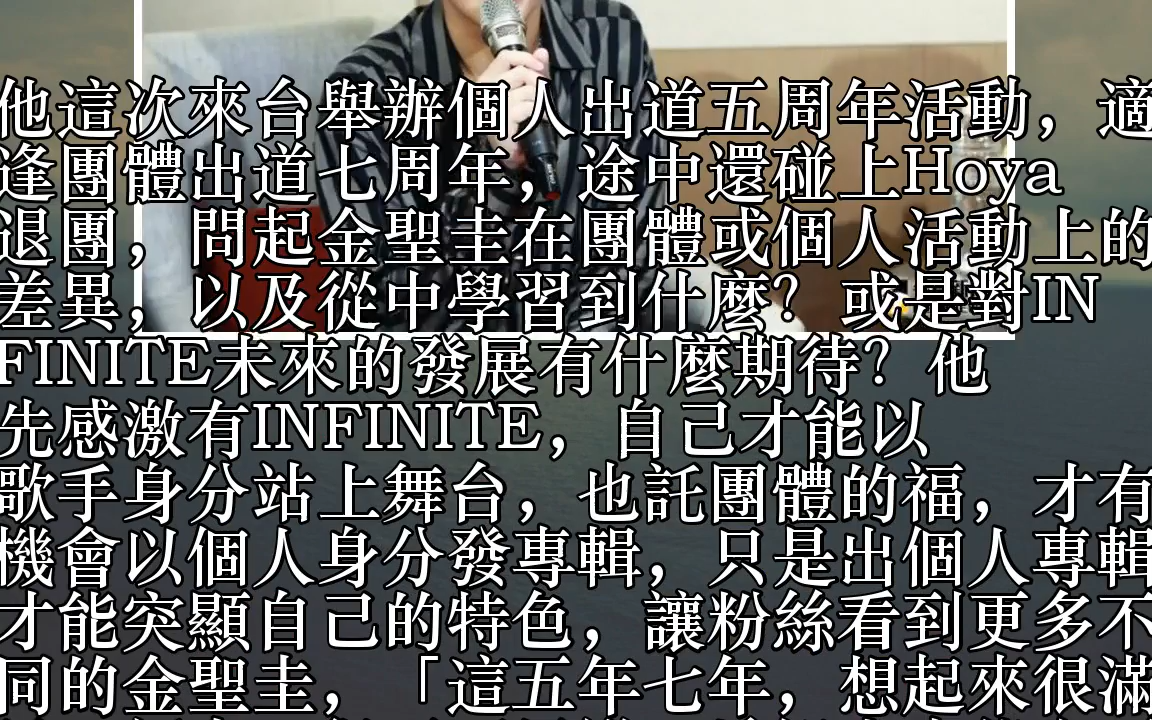 他這次來台舉辦個人出道五周年活動，適
逢團體出道七周年，途中還碰上Hoya
退團，問起金聖圭在團體或個人活動上的
差異，以及從中學習到什麼？或是對IN
FINITE未來的發展有什麼期待？他
先感激有INFINITE，自己才能以
歌手身分站上舞台，也託團體的福，才有
機會以個人身分發專輯，只是出個人專輯
才能突顯自己的特色，讓粉絲看到更多不
同的金聖圭，「這五年七年，想起來很滿